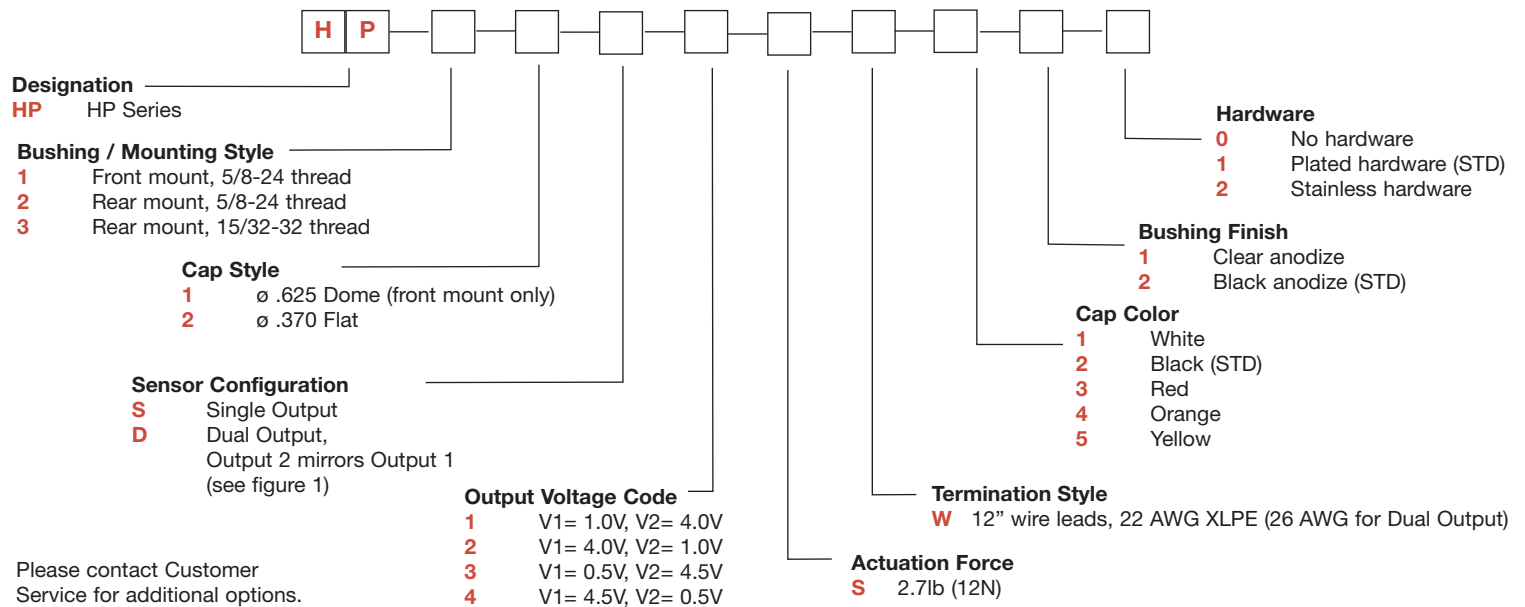 H P
Designation
HP HP Series
Bushing / Mounting Style
1 Front mount, 5/8-24 thread
2 Rear mount, 5/8-24 thread
3 Rear mount, 15/32-32 thread
Cap Style
1 ø .625 Dome (front mount only)
2 ø .370 Flat
Sensor Configuration
S Single Output
D Dual Output,
Output 2 mirrors Output 1
(see figure 1)
Output Voltage Code
1 V1= 1.0V, V2= 4.0V
2 V1= 4.0V, V2= 1.0V
3 V1= 0.5V, V2= 4.5V
4 V1= 4.5V, V2= 0.5V
Actuation Force
S 2.7lb (12N)
Termination Style
W 12” wire leads, 22 AWG XLPE (26 AWG for Dual Output)
Cap Color
1 White
2 Black (STD)
3 Red
4 Orange
5 Yellow
Bushing Finish
1 Clear anodize
2 Black anodize (STD)
Hardware
0 No hardware
1 Plated hardware (STD)
2 Stainless hardware
Please contact Customer
Service for additional options.